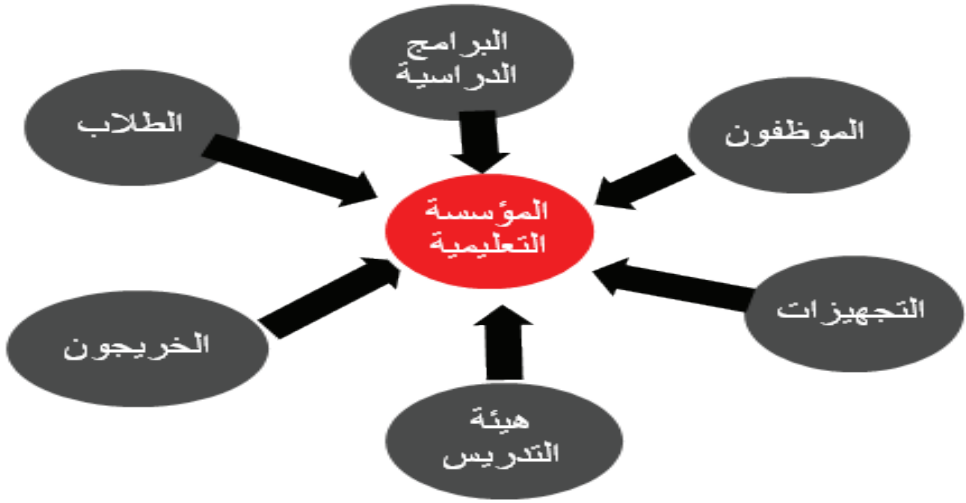 البرامج
الدراسية
الموظفون
الطلاب
المؤسسة
التعليمية
التجهيزات
الخريجون
هيئة
التدريس